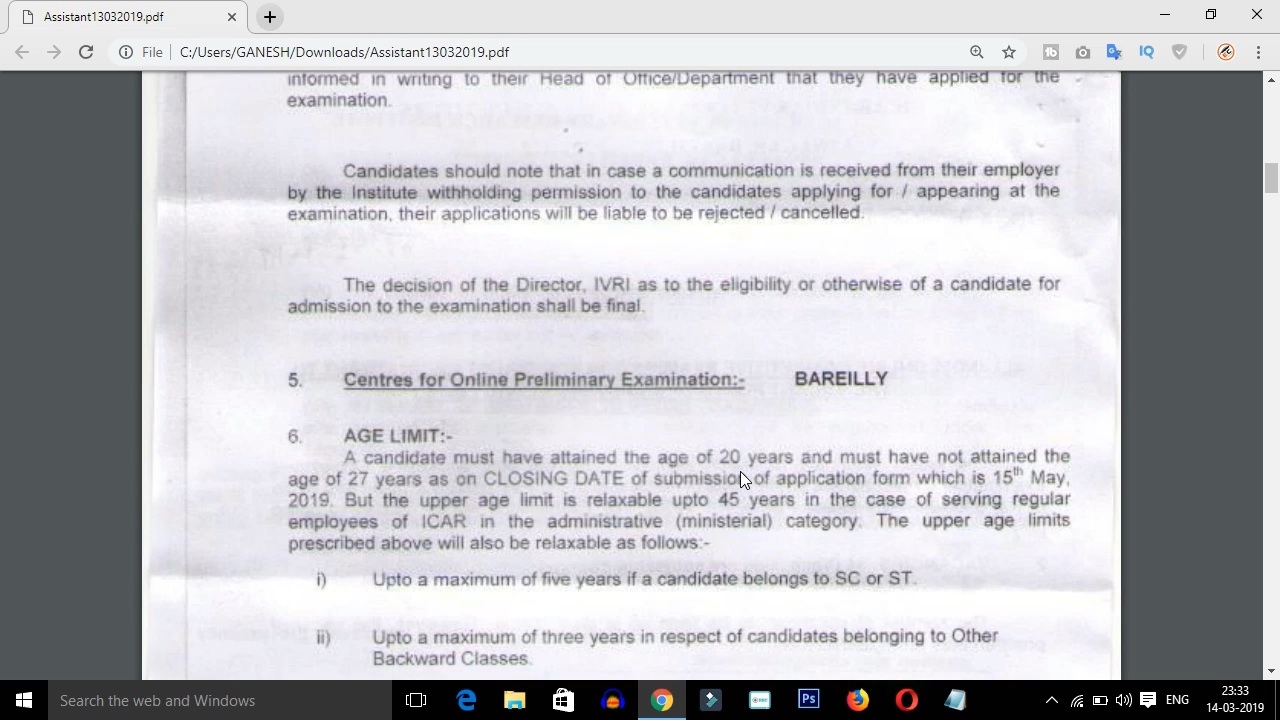 Assistant13032019.pdf
File | C:/Users/GANESH/Downloads/Assistant13032019.pdf
informed in writing to their Head of Office/Department that they have applied for the
examination.
Candidates should note that in case a communication is received from their employer
by the Institute withholding permission to the candidates applying for / appearing at the
examination, their applications will be liable to be rejected / cancelled.
The decision of the Director, IVRI as to the eligibility or otherwise of a candidate for
admission to the examination shall be final.
5. Centres for Online Preliminary Examination:- BAREILLY
6. AGE LIMIT:-
A candidate must have attained the age of 20 years and must have not attained the
age of 27 years as on CLOSING DATE of submission of application form which is 15th May,
2019. But the upper age limit is relaxable upto 45 years in the case of serving regular
employees of ICAR in the administrative (ministerial) category. The upper age limits
prescribed above will also be relaxable as follows:-
i) Upto a maximum of five years if a candidate belongs to SC or ST.
ii) Upto a maximum of three years in respect of candidates belonging to Other
Backward Classes.
Search the web and Windows
Ps
ENG
23:33
14-03-2019